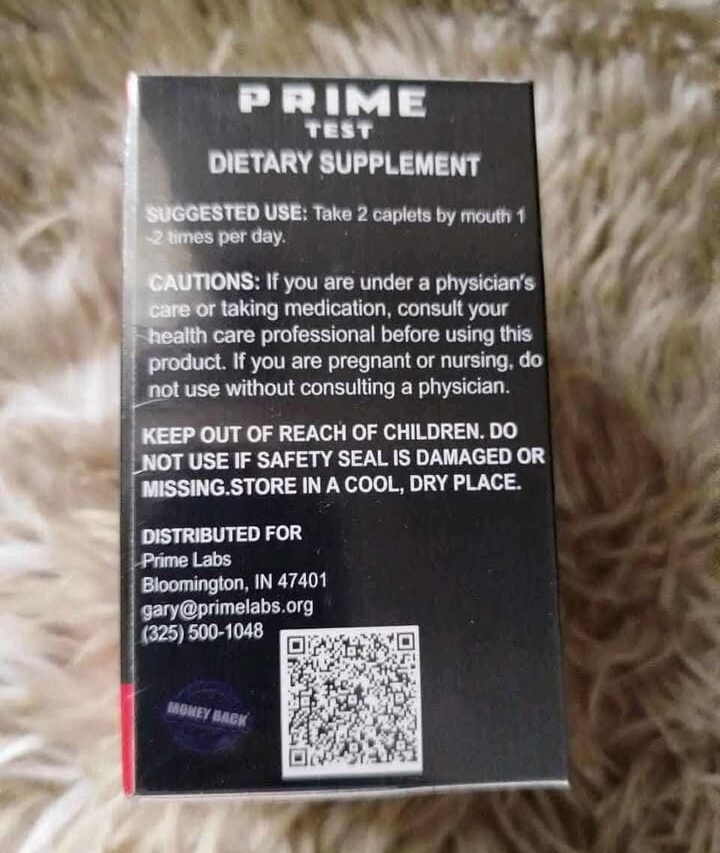 PRIME
TEST
DIETARY SUPPLEMENT
SUGGESTED USE: Take 2 caplets by mouth 1
-2 times per day.
CAUTIONS: If you are under a physician's
care or taking medication, consult your
health care professional before using this
product. If you are pregnant or nursing, do
not use without consulting a physician.
KEEP OUT OF REACH OF CHILDREN. DO
NOT USE IF SAFETY SEAL IS DAMAGED OR
MISSING.STORE IN A COOL, DRY PLACE.
DISTRIBUTED FOR
Prime Labs
Bloomington, IN 47401
gary@primelabs.org
(325) 500-1048
MONEY BACK